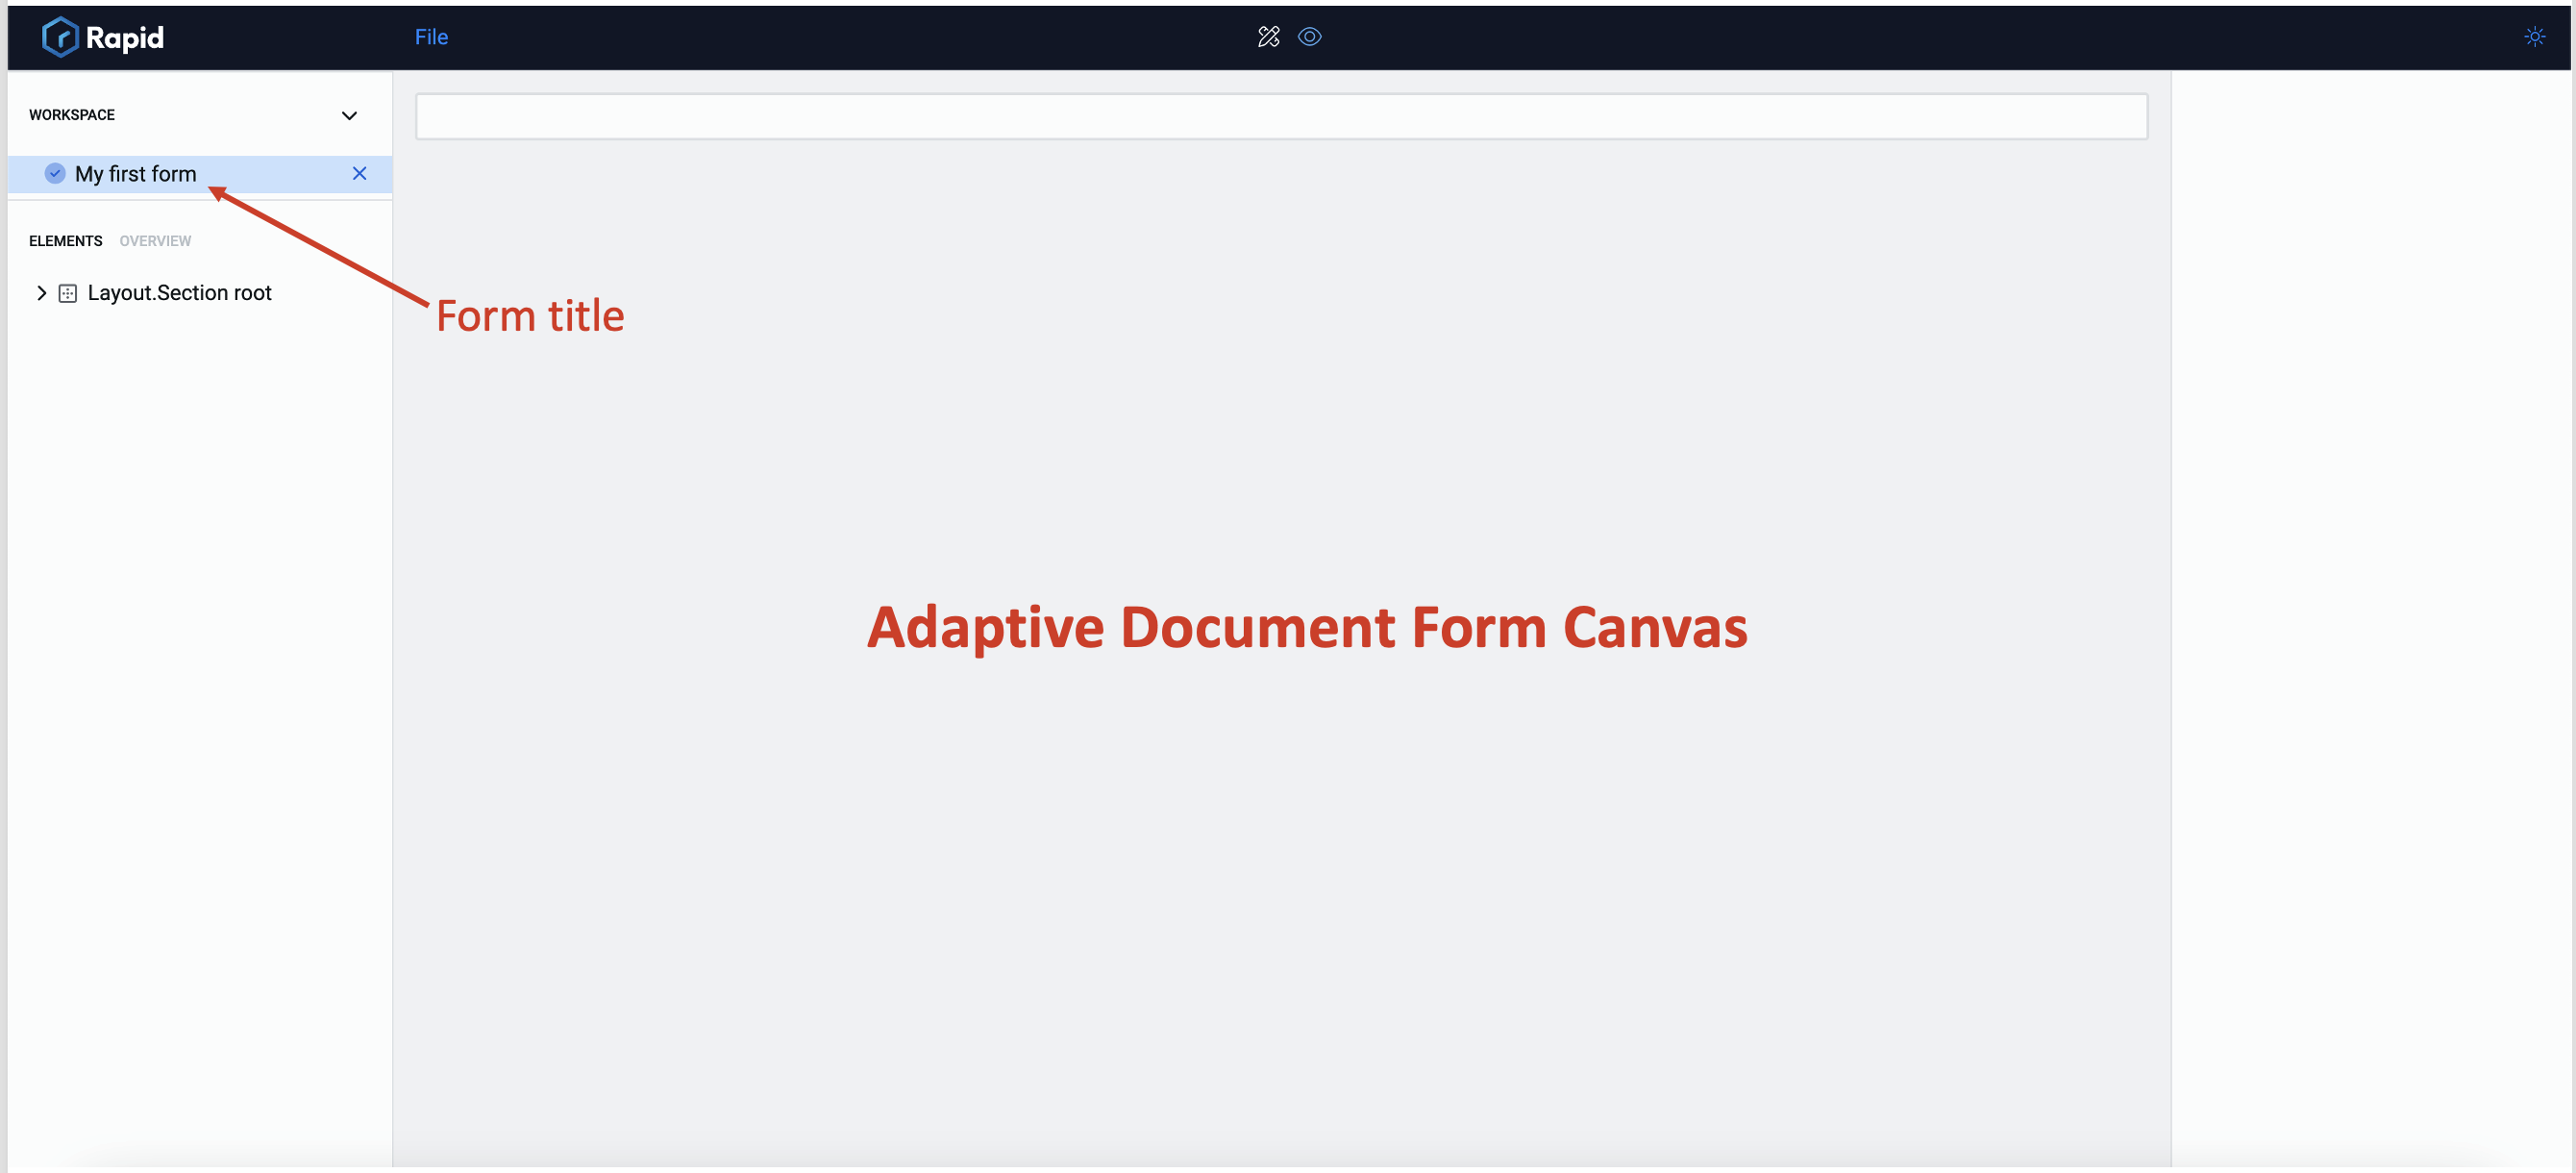 Rapid
File
WORKSPACE
My first form
ELEMENTS OVERVIEW
Layout.Section root
Form title
Adaptive Document Form Canvas